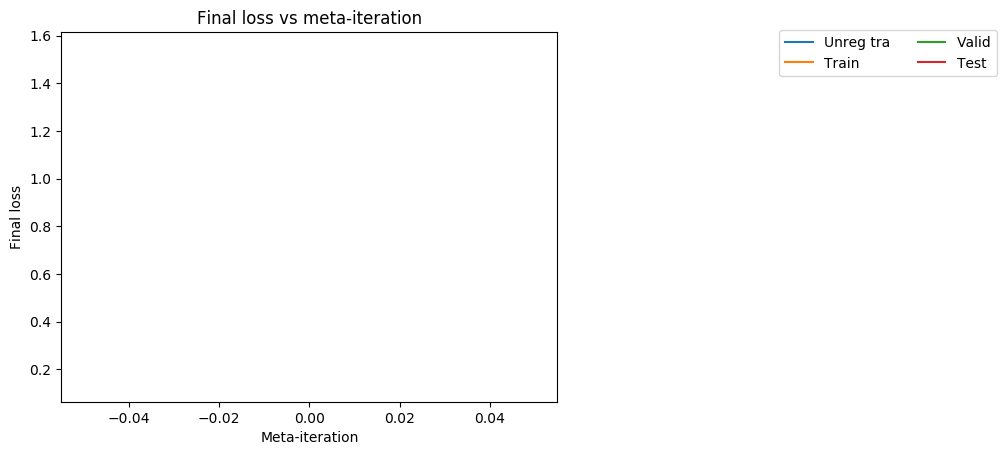 Final loss vs meta-iteration
1.6
1.4
1.2
1.0
0.8
0.6
0.4
0.2
Final loss
−0.04 −0.02 0.00 0.02 0.04
Meta-iteration
Unreg tra Valid
Train Test